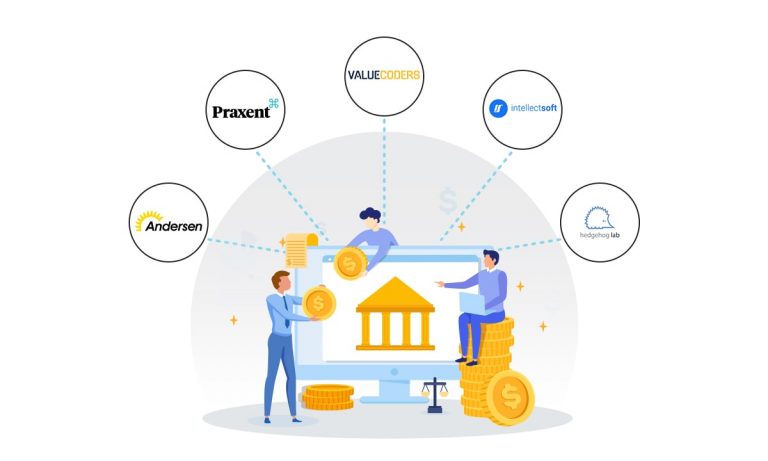 VALUECODERS
Praxent
intellectsoft
Andersen
hedgehog lab